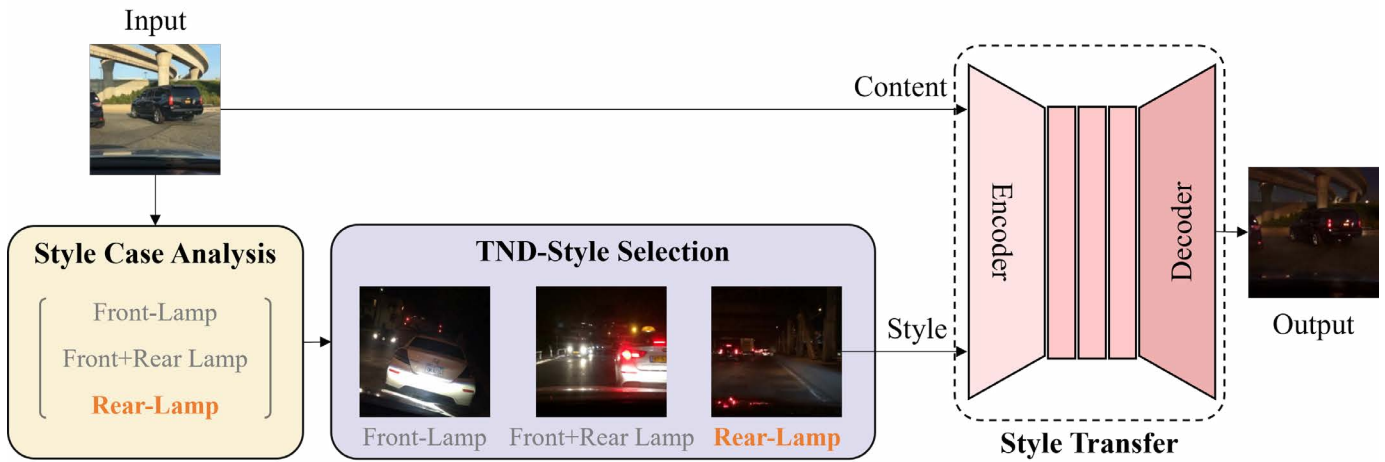 Input
Content
Encoder
Decoder
Style Case Analysis
Front-Lamp
Front+Rear Lamp
Rear-Lamp
TND-Style Selection
Front-Lamp
Front+Rear Lamp
Rear-Lamp
Style
Output
Style Transfer